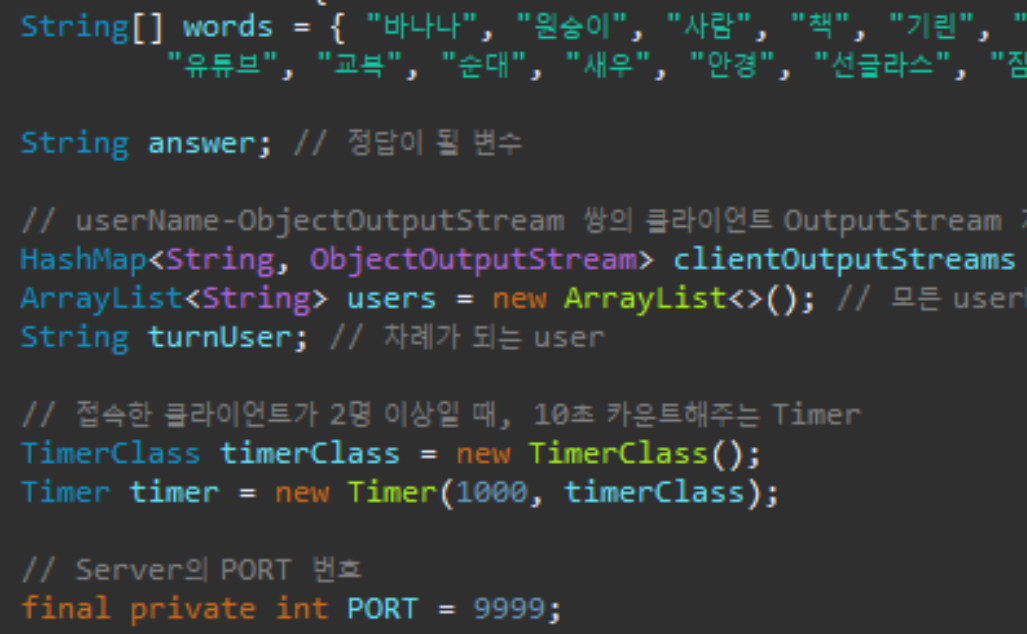 String[] words = { "바나나", "원숭이", "사람", "책", "기린", "
"유튜브", "교복", "순대", "새우", "안경", "선글라스", "짐
String answer; // 정답이 될 변수
// userName-ObjectOutputStream 쌍의 클라이언트 OutputStream
HashMap<String, ObjectOutputStream> clientOutputStreams
ArrayList<String> users = new ArrayList<>(); // 모든 user
String turnUser; // 차례가 되는 user
// 접속한 클라이언트가 2명 이상일 때, 10초 카운트해주는 Timer
TimerClass timerClass = new TimerClass();
Timer timer = new Timer(1000, timerClass);
// Server의 PORT 번호
final private int PORT = 9999;